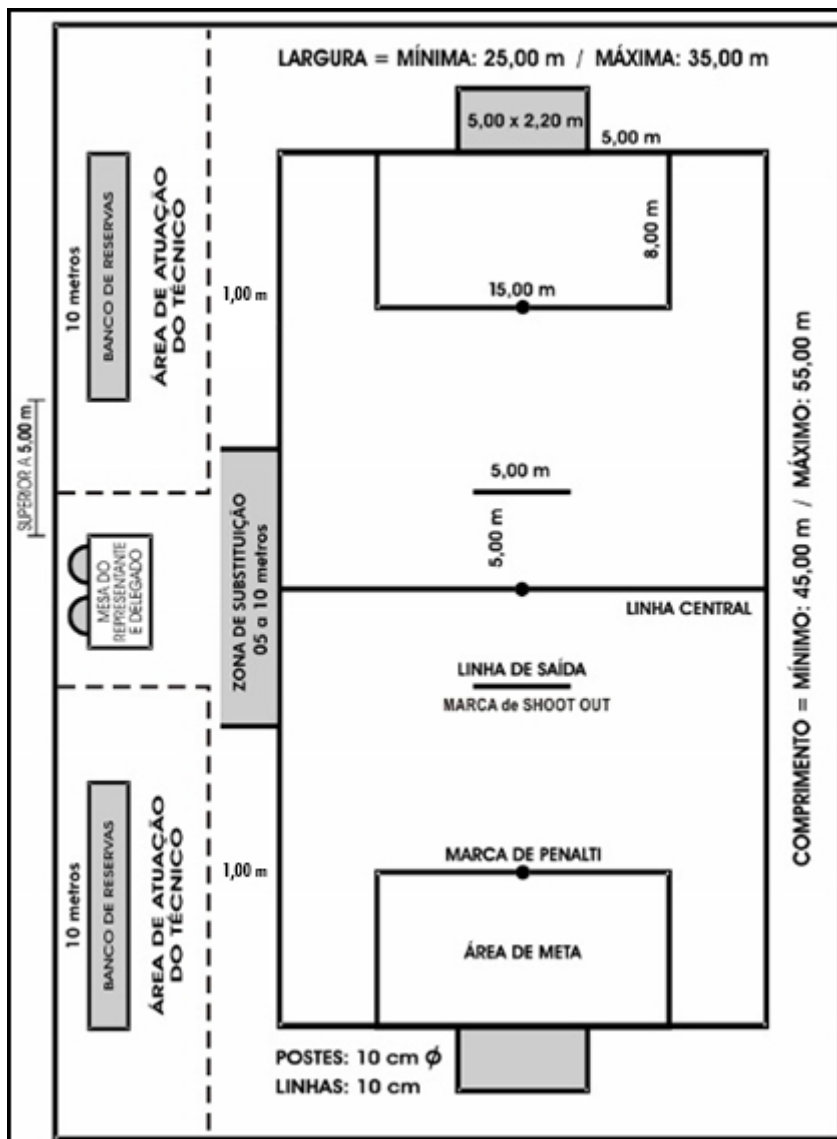 LARGURA = MÍNIMA: 25,00 m / MÁXIMA: 35,00 m
5,00 x 2,20 m
5,00 m
8,00 m
15,00 m
10 metros
BANCO DE RESERVAS
ÁREA DE ATUAÇÃO
DO TÉCNICO
1,00 m
SUPERIOR A 5,00 m
5,00 m
5,00 m
MESA DO
REPRESENTANTE
E DELEGADO
ZONA DE SUBSTITUIÇÃO
05 a 10 metros
LINHA CENTRAL
LINHA DE SAÍDA
MARCA de SHOOT OUT
COMPRIMENTO = MÍNIMO: 45,00 m / MÁXIMO: 55,00 m
10 metros
BANCO DE RESERVAS
ÁREA DE ATUAÇÃO
DO TÉCNICO
1,00 m
MARCA DE PENALTI
ÁREA DE META
POSTES: 10 cm ϕ
LINHAS: 10 cm